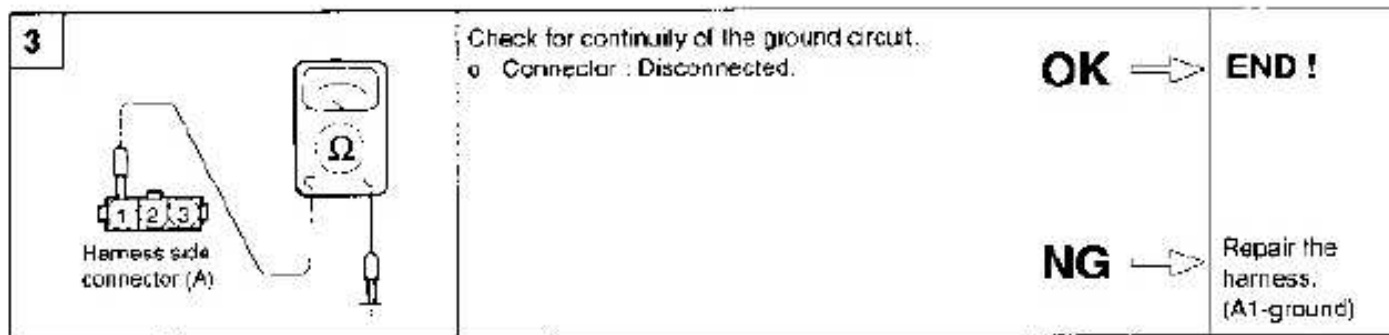 3
Check for continuity of the ground circuit.
o Connector : Disconnected.
OK
END !
Ω
1 2 3
Harness side
connector (A)
NG
Repair the
harness.
(A1-ground)